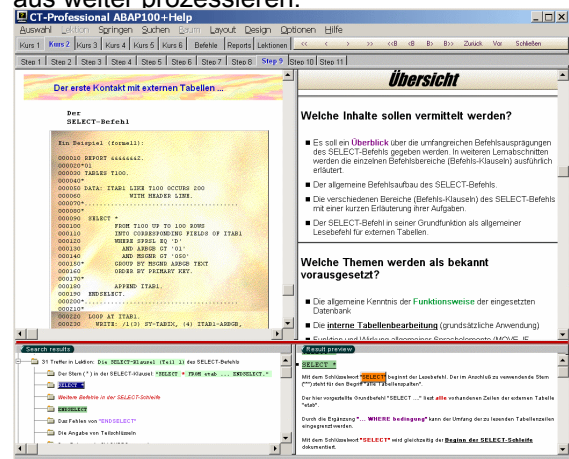 aus weiter prozessieren.
CT-Professional ABAP100+Help
Auswahl Lektion Springen Suchen Baum Layout Design Optionen Hilfe
Kurs 1 Kurs 2 Kurs 3 Kurs 4 Kurs 5 Kurs 6 Befehle Reports Lektionen << < > >> <<B <B B> B>> Zurück Vor Schließen
Step 1 Step 2 Step 3 Step 4 Step 5 Step 6 Step 7 Step 8 Step 9 Step 10 Step 11
Der erste Kontakt mit externen Tabellen ...
Der
SELECT-Befehl
Ein Beispiel (formell):
000010 REPORT &&&&&&&2.
000020*01
000030 TABLES T100.
000040*
000050 DATA: ITAB1 LIKE T100 OCCURS 200
000060 WITH HEADER LINE.
000070*
000080*
000090 SELECT *
000100 FROM T100 UP TO 100 ROWS
000110 INTO CORRESPONDING FIELDS OF ITAB1
000120 WHERE SPRSL EQ 'D'
000130 AND ARBGB GT '01'
000140 AND MSGNR GT '050'
000150* GROUP BY MSGNR ARBGB TEXT
000160 ORDER BY PRIMARY KEY.
000170*
000180 APPEND ITAB1.
000190 ENDSELECT.
000200*
000210*
000220 LOOP AT ITAB1.
000230 WRITE: /1(3) SY-TABIX, (4) ITAB1-ARBGB,
Übersicht
Welche Inhalte sollen vermittelt werden?
■ Es soll ein Überblick über die umfangreichen Befehlsausprägungen
des SELECT-Befehls gegeben werden. In weiteren Lernabschnitten
werden die einzelnen Befehlsbereiche (Befehls-Klauseln) ausführlich
erläutert.
■ Der allgemeine Befehlsaufbau des SELECT-Befehls.
■ Die verschiedenen Bereiche (Befehls-Klauseln) des SELECT-Befehls
mit einer kurzen Erläuterung ihrer Aufgaben.
■ Der SELECT-Befehl in seiner Grundfunktion als allgemeiner
Lesebefehl für externen Tabellen.
Welche Themen werden als bekannt
vorausgesetzt?
■ Die allgemeine Kenntnis der Funktionsweise der eingesetzten
Datenbank
■ Die interne Tabellenbearbeitung (grundsätzliche Anwendung)
Search results
31 Treffer in Lektion: Die SELECT-Klausel (Teil 1) des SELECT-Befehls
Der Stern (*) in der SELECT-Klausel "SELECT * FROM etab ... ENDSELECT."
SELECT *
Weitere Befehle in der SELECT-Schleife
ENDSELECT
Das Fehlen von "ENDSELECT"
Die Angabe von Teilschlüsseln
Result preview
SELECT *
Mit dem Schlüsselwort "SELECT" beginnt der Lesebefehl. Der im Anschluß zu verwendende Stern
("*") steht für den Begriff "alle Tabellenspalten".
Der hier vorgestellte Grundbefehl "SELECT ..." liest alle vorhandenen Zeilen der externen Tabelle
"etab".
Durch die Ergänzung "... WHERE bedingung" kann der Umfang der zu lesenden Tabellenzeilen
eingegrenzt werden.
Mit dem Schlüsselwort "SELECT" wird gleichzeitig der Beginn der SELECT-Schleife
dokumentiert.